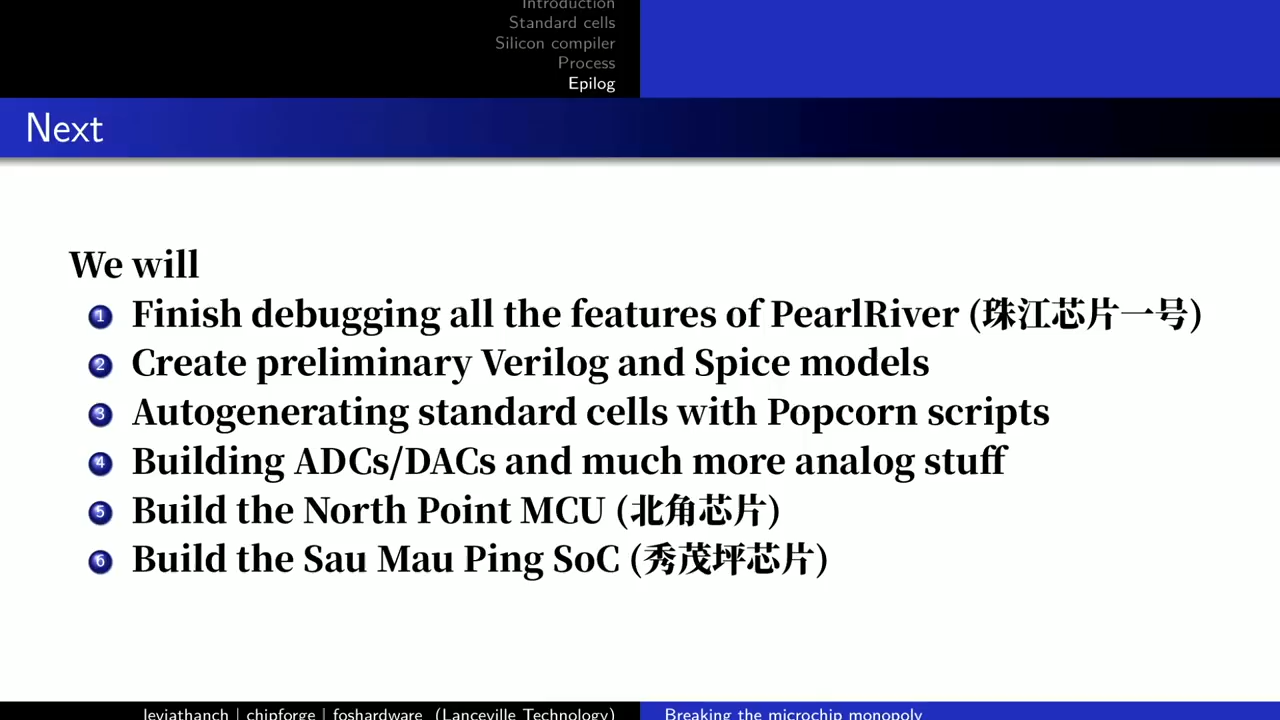 Introduction
Standard cells
Silicon compiler
Process
Epilog
Next
We will
1 Finish debugging all the features of PearlRiver (珠江芯片一号)
2 Create preliminary Verilog and Spice models
3 Autogenerating standard cells with Popcorn scripts
4 Building ADCs/DACs and much more analog stuff
5 Build the North Point MCU (北角芯片)
6 Build the Sau Mau Ping SoC (秀茂坪芯片)
leviathanch | chipforge | foshardware (Lanceville Technology)
Breaking the microchip monopoly